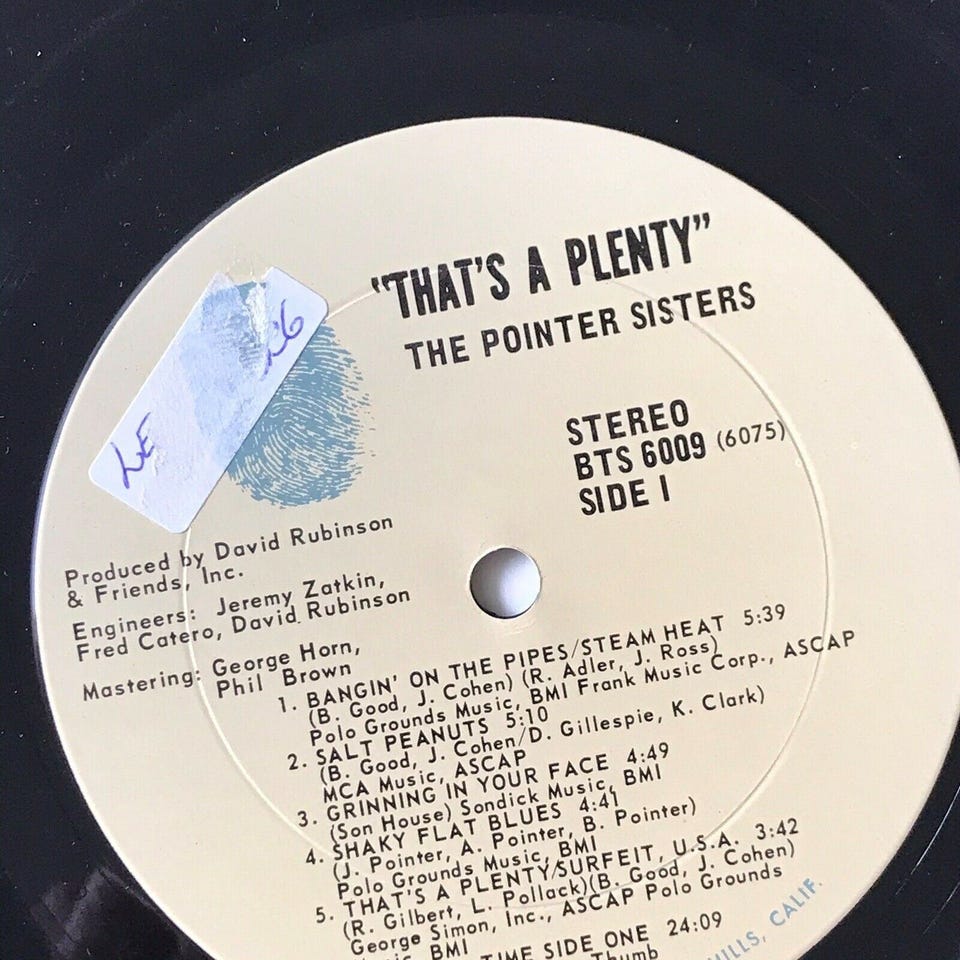 "THAT'S A PLENTY"
THE POINTER SISTERS
STEREO
BTS 6009 (6075)
SIDE I
LE
Produced by David Rubinson
& Friends, Inc.
Engineers: Jeremy Zatkin,
Fred Catero, David Rubinson
Mastering: George Horn,
Phil Brown
1. BANGIN' ON THE PIPES/STEAM HEAT 5:39
(B. Good, J. Cohen) (R. Adler, J. Ross)
Polo Grounds Music, BMI Frank Music Corp., ASCAP
2. SALT PEANUTS 5:10
(B. Good, J. Cohen/D. Gillespie, K. Clark)
MCA Music, ASCAP
3. GRINNING IN YOUR FACE 4:49
(Son House) Sondick Music, BMI
4. SHAKY FLAT BLUES 4:41
(J. Pointer, A. Pointer, B. Pointer)
Polo Grounds Music, BMI
5. THAT'S A PLENTY/SURFEIT, U.S.A. 3:42
(R. Gilbert, L. Pollack)(B. Good, J. Cohen)
George Simon, Inc., ASCAP Polo Grounds
BMI
TIME SIDE ONE 24:09
Thumb
HILLS, CALIF.